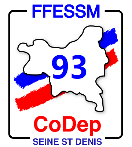 FFESSM
93
CoDep
SEINE ST DENIS